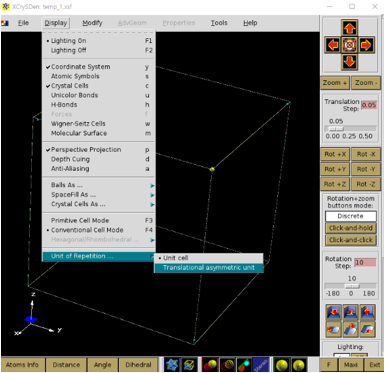 XCrySDen: temp_1.xsf
File Display Modify AdvGeom Properties Tools Help
Lighting On F1
Lighting Off F2
Coordinate System y
Atomic Symbols s
Crystal Cells c
Unicolor Bonds u
H-Bonds h
Forces f
Wigner-Seitz Cells w
Molecular Surface m
Perspective Projection p
Depth Cuing d
Anti-Aliasing a
Balls As ...
SpaceFill As ...
Crystal Cells As ...
Primitive Cell Mode F3
Conventional Cell Mode F4
Hexagonal/Rhombohedral ...
Unit of Repetition ...
Unit cell
Translational asymmetric unit
Zoom + Zoom -
Translation
Step: 0.05
0.05
0.00 0.25 0.50
Rot +X Rot -X
Rot +Y Rot -Y
Rot +Z Rot -Z
Rotation+zoom
buttons mode:
Discrete
Click-and-hold
Click-and-click
Rotation
Step: 10
10
-180 0 180
Lighting:
z
x y
Atoms Info Distance Angle Dihedral
F Maxi Exit